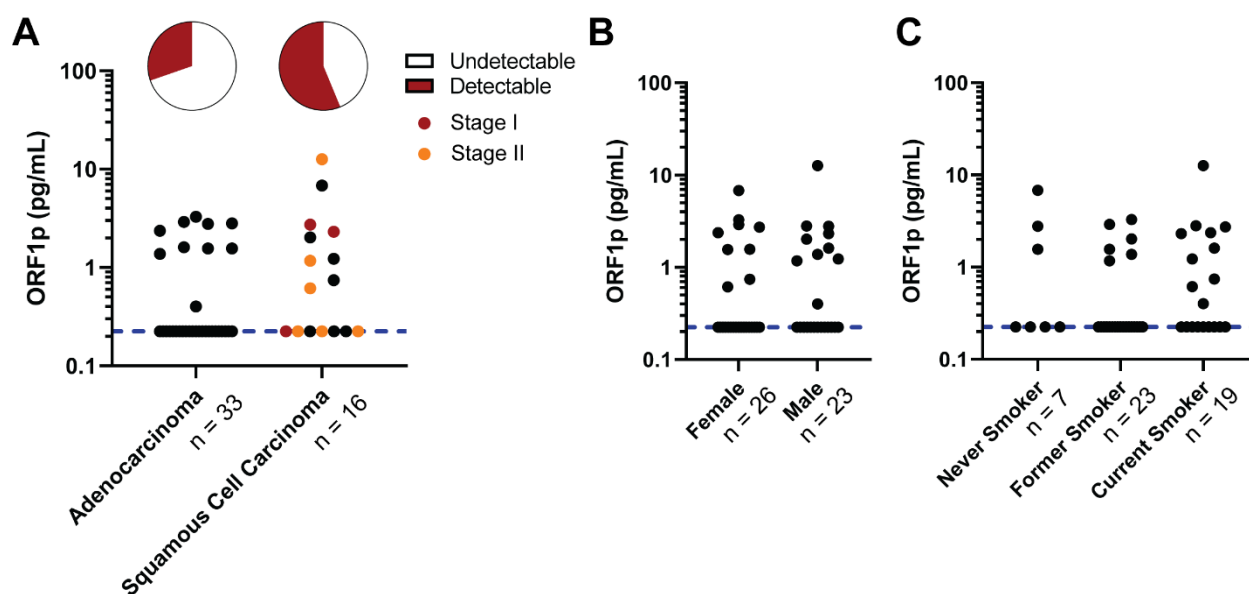 A
100
10
1
0.1
ORF1p (pg/mL)
Adenocarcinoma
n = 33
Squamous Cell Carcinoma
n = 16
Undetectable
Detectable
Stage I
Stage II
B
100
10
1
0.1
ORF1p (pg/mL)
Female
n = 26
Male
n = 23
C
100
10
1
0.1
ORF1p (pg/mL)
Never Smoker
n = 7
Former Smoker
n = 23
Current Smoker
n = 19